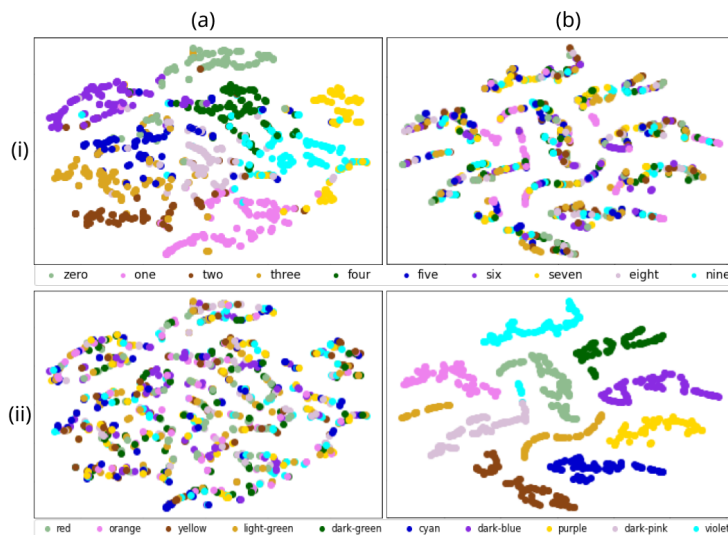 (a) (b)
(i)
zero one two three four five six seven eight nine
(ii)
red orange yellow light-green dark-green cyan dark-blue purple dark-pink violet